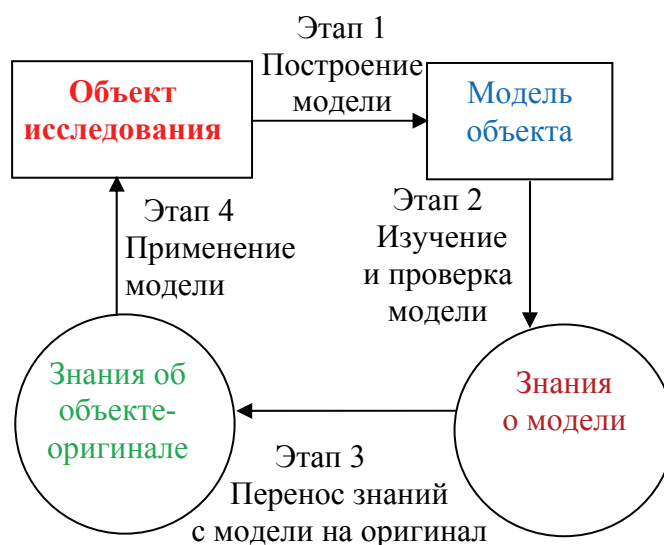 Этап 1
Построение
модели
Объект
исследования
Модель
объекта
Этап 4
Применение
модели
Этап 2
Изучение
и проверка
модели
Знания об
объекте-
оригинале
Знания
о модели
Этап 3
Перенос знаний
с модели на оригинал